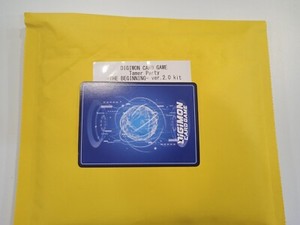 DIGIMON CARD GAME
Tamer Party
THE BEGINNING- ver.2.0 kit
DIGIMON
CARD GAME